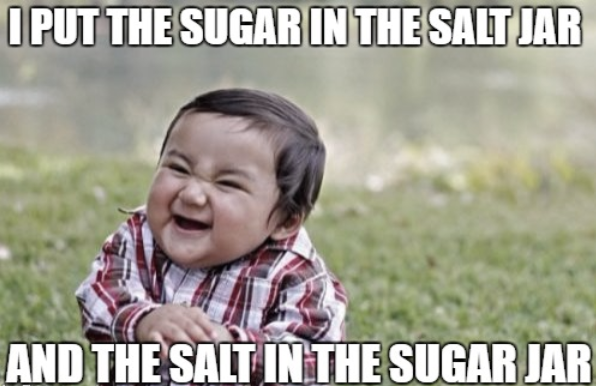 I PUT THE SUGAR IN THE SALT JAR
AND THE SALT IN THE SUGAR JAR